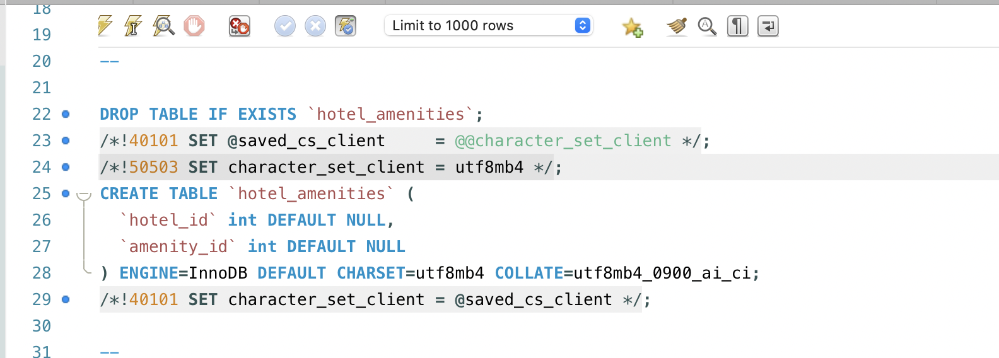 18
Limit to 1000 rows
19
20 --
21
22 DROP TABLE IF EXISTS `hotel_amenities`;
23 /*!40101 SET @saved_cs_client     = @@character_set_client */;
24 /*!50503 SET character_set_client = utf8mb4 */;
25 CREATE TABLE `hotel_amenities` (
26   `hotel_id` int DEFAULT NULL,
27   `amenity_id` int DEFAULT NULL
28 ) ENGINE=InnoDB DEFAULT CHARSET=utf8mb4 COLLATE=utf8mb4_0900_ai_ci;
29 /*!40101 SET character_set_client = @saved_cs_client */;
30
31 --